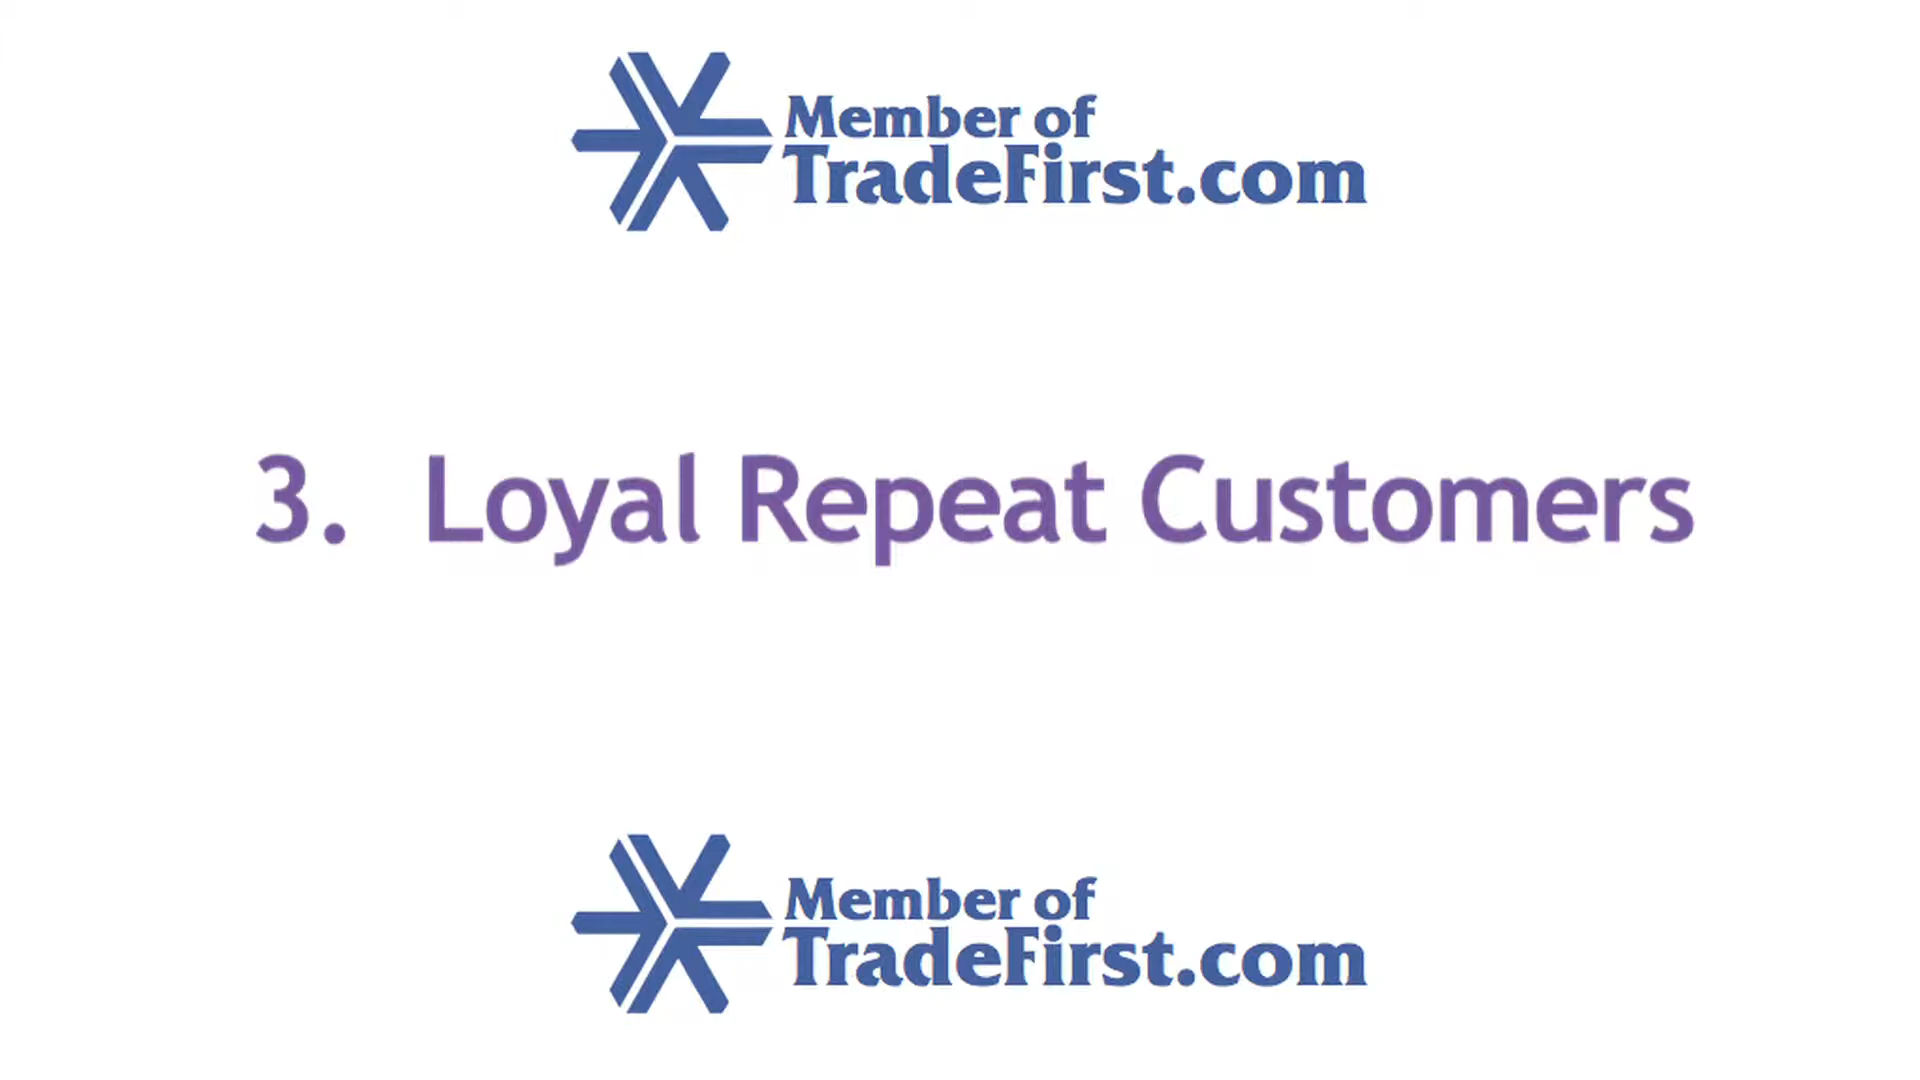 Member of
TradeFirst.com
3. Loyal Repeat Customers
Member of
TradeFirst.com